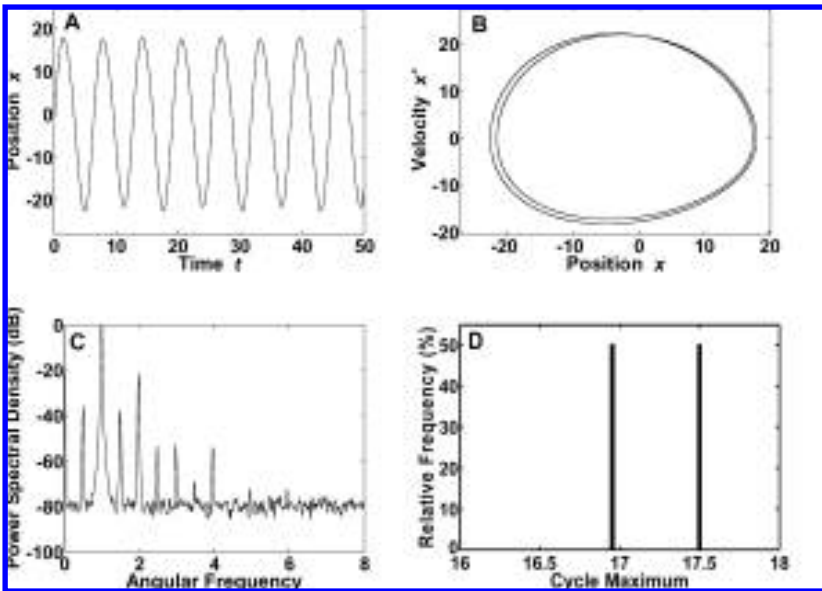 A
20
10
0
-10
-20
Position x
0 10 20 30 40 50
Time t
B
20
10
0
-10
-20
Velocity x'
-20 -10 0 10 20
Position x
C
0
-20
-40
-60
-80
-100
Power Spectral Density (dB)
0 2 4 6 8
Angular Frequency
D
50
40
30
20
10
0
Relative Frequency (%)
16 16.5 17 17.5 18
Cycle Maximum